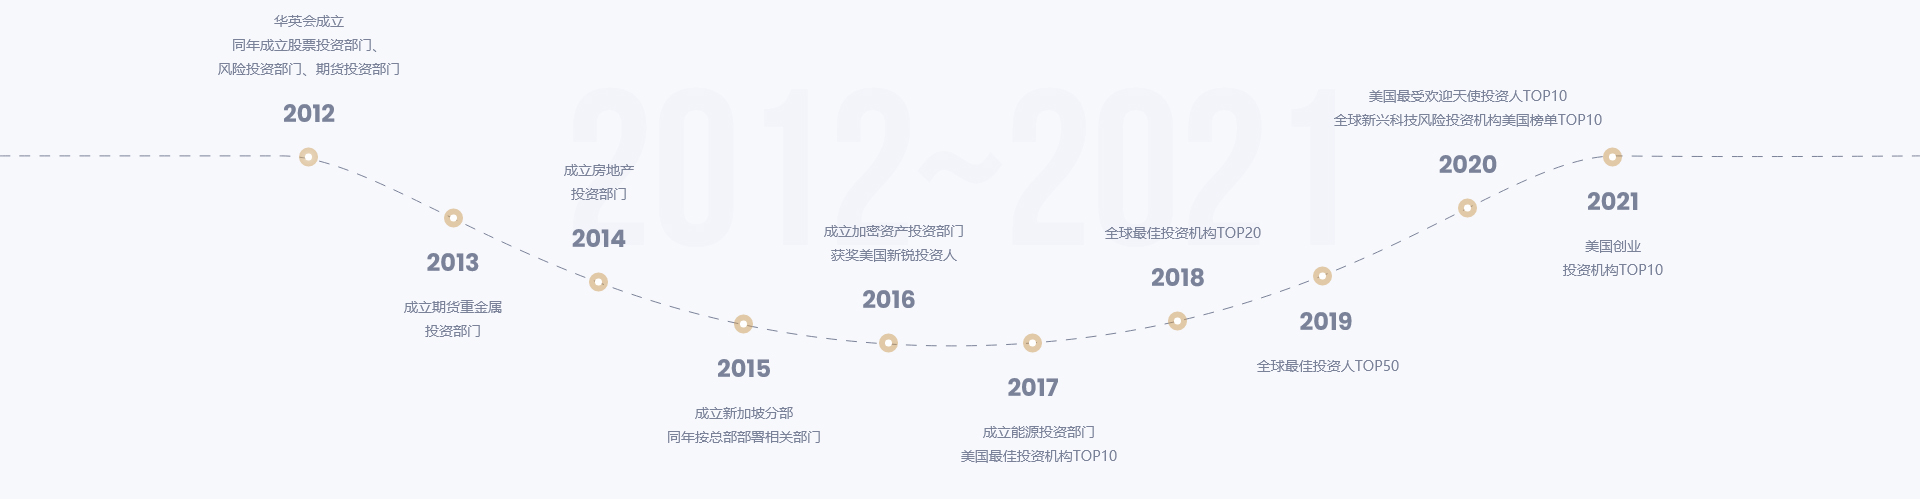 2012~2021
华英会成立
同年成立股票投资部门、
风险投资部门、期货投资部门
2012
2013
成立期货重金属
投资部门
成立房地产
投资部门
2014
2015
成立新加坡分部
同年按总部部署相关部门
成立加密资产投资部门
获奖美国新锐投资人
2016
2017
成立能源投资部门
美国最佳投资机构TOP10
全球最佳投资机构TOP20
2018
2019
全球最佳投资人TOP50
美国最受欢迎天使投资人TOP10
全球新兴科技风险投资机构美国榜单TOP10
2020
2021
美国创业
投资机构TOP10